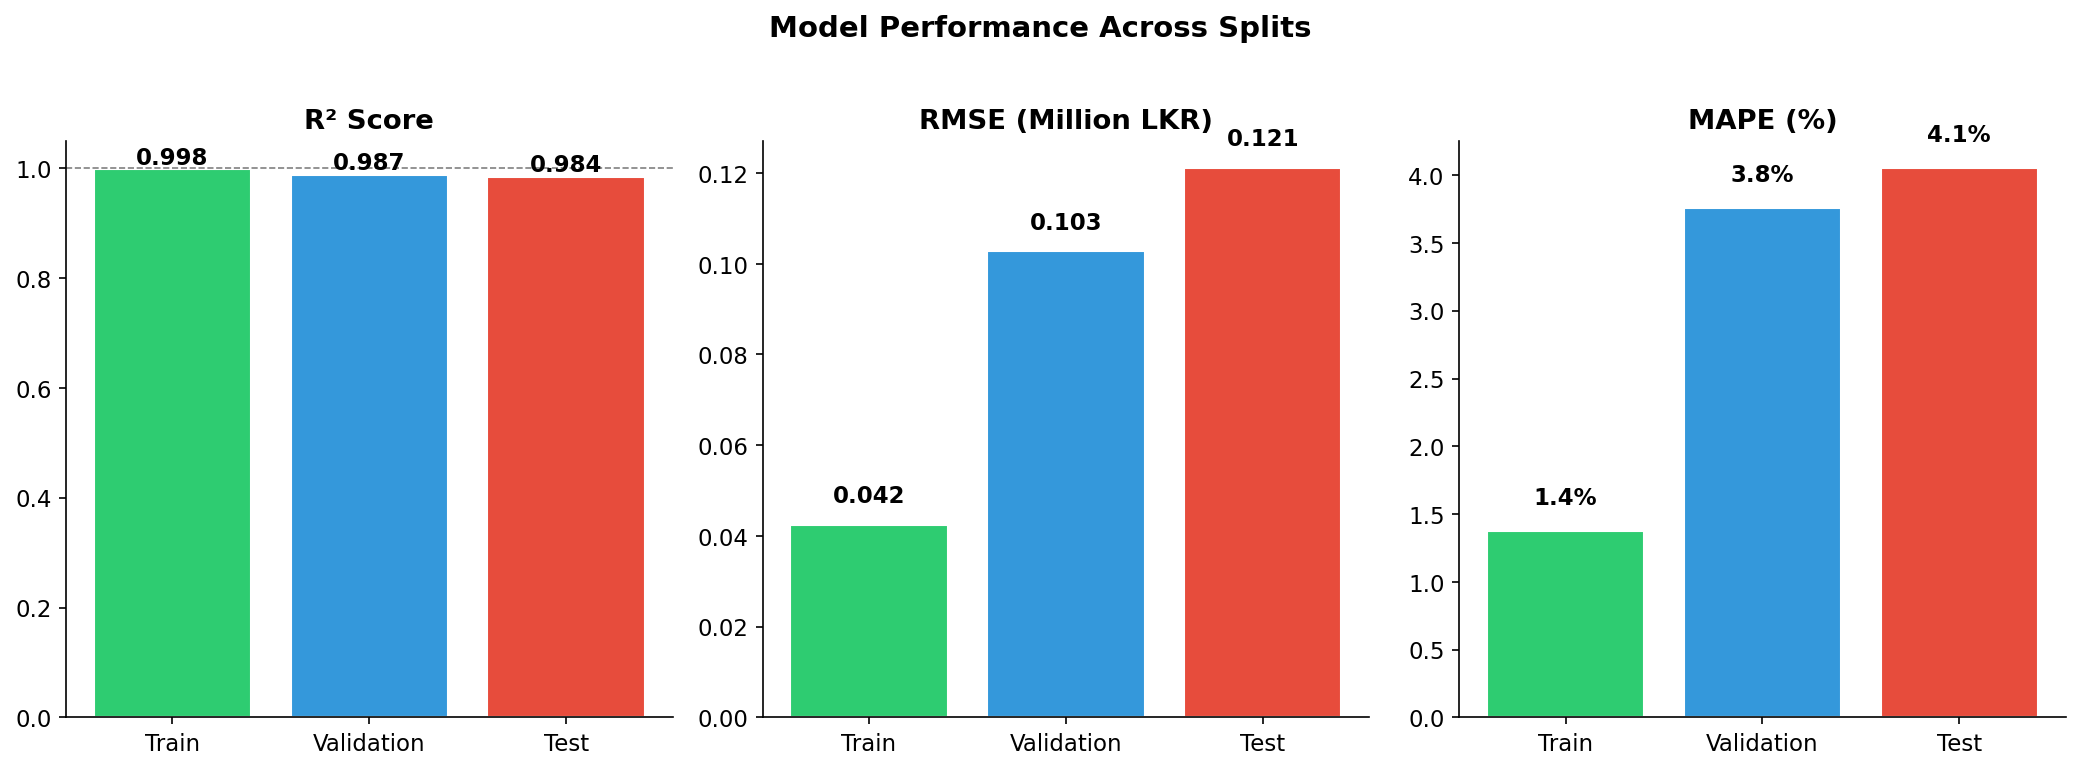 Model Performance Across Splits
R² Score
0.998
0.987
0.984
1.0
0.8
0.6
0.4
0.2
0.0
Train
Validation
Test
RMSE (Million LKR)
0.121
0.103
0.042
0.12
0.10
0.08
0.06
0.04
0.02
0.00
Train
Validation
Test
MAPE (%)
4.1%
3.8%
1.4%
4.0
3.5
3.0
2.5
2.0
1.5
1.0
0.5
0.0
Train
Validation
Test